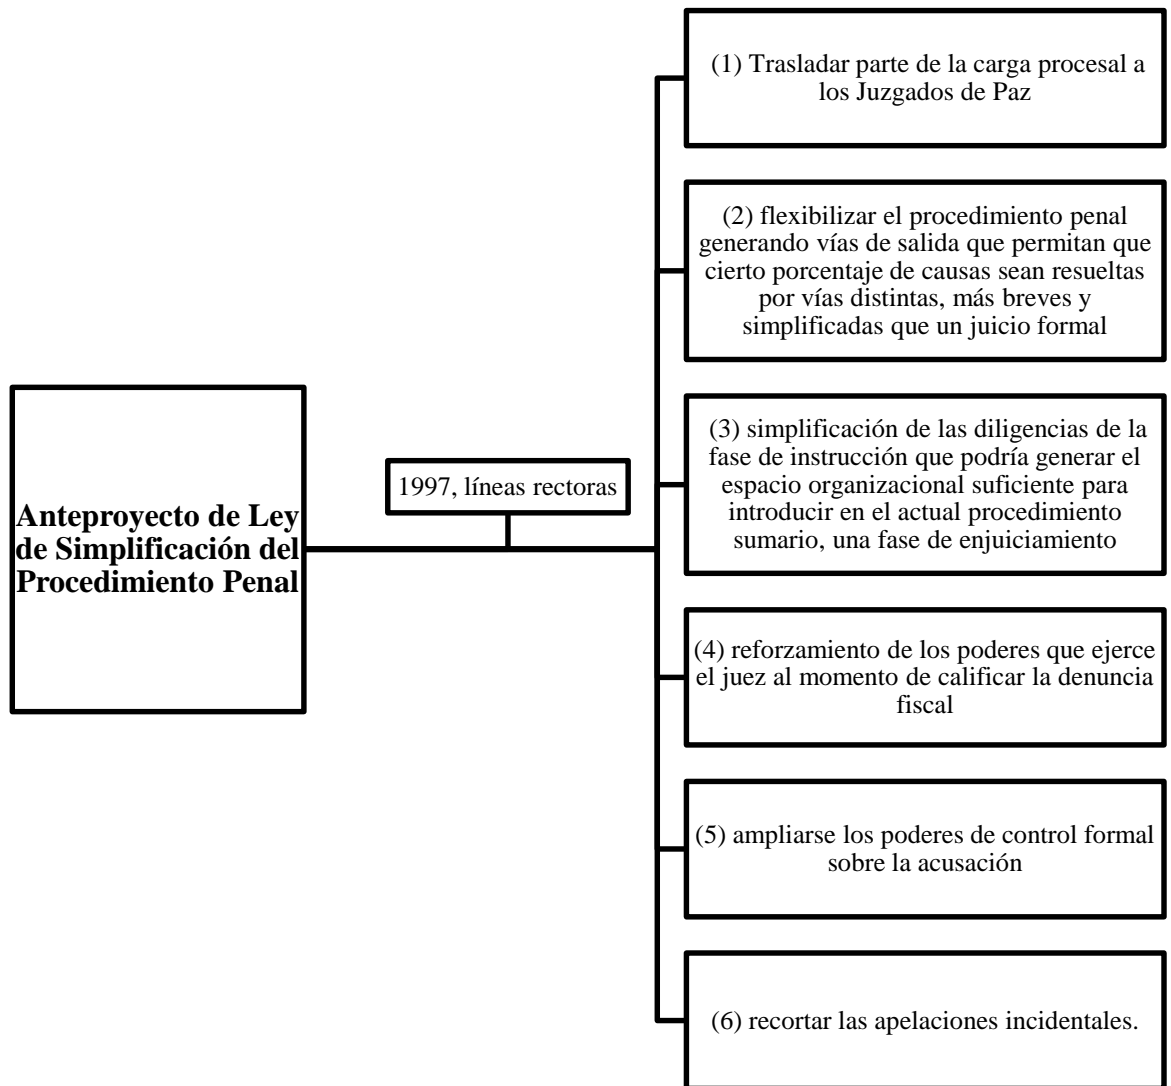 Anteproyecto de Ley
de Simplificación del
Procedimiento Penal
1997, líneas rectoras
(1) Trasladar parte de la carga procesal a
los Juzgados de Paz
(2) flexibilizar el procedimiento penal
generando vías de salida que permitan que
cierto porcentaje de causas sean resueltas
por vías distintas, más breves y
simplificadas que un juicio formal
(3) simplificación de las diligencias de la
fase de instrucción que podría generar el
espacio organizacional suficiente para
introducir en el actual procedimiento
sumario, una fase de enjuiciamiento
(4) reforzamiento de los poderes que ejerce
el juez al momento de calificar la denuncia
fiscal
(5) ampliarse los poderes de control formal
sobre la acusación
(6) recortar las apelaciones incidentales.